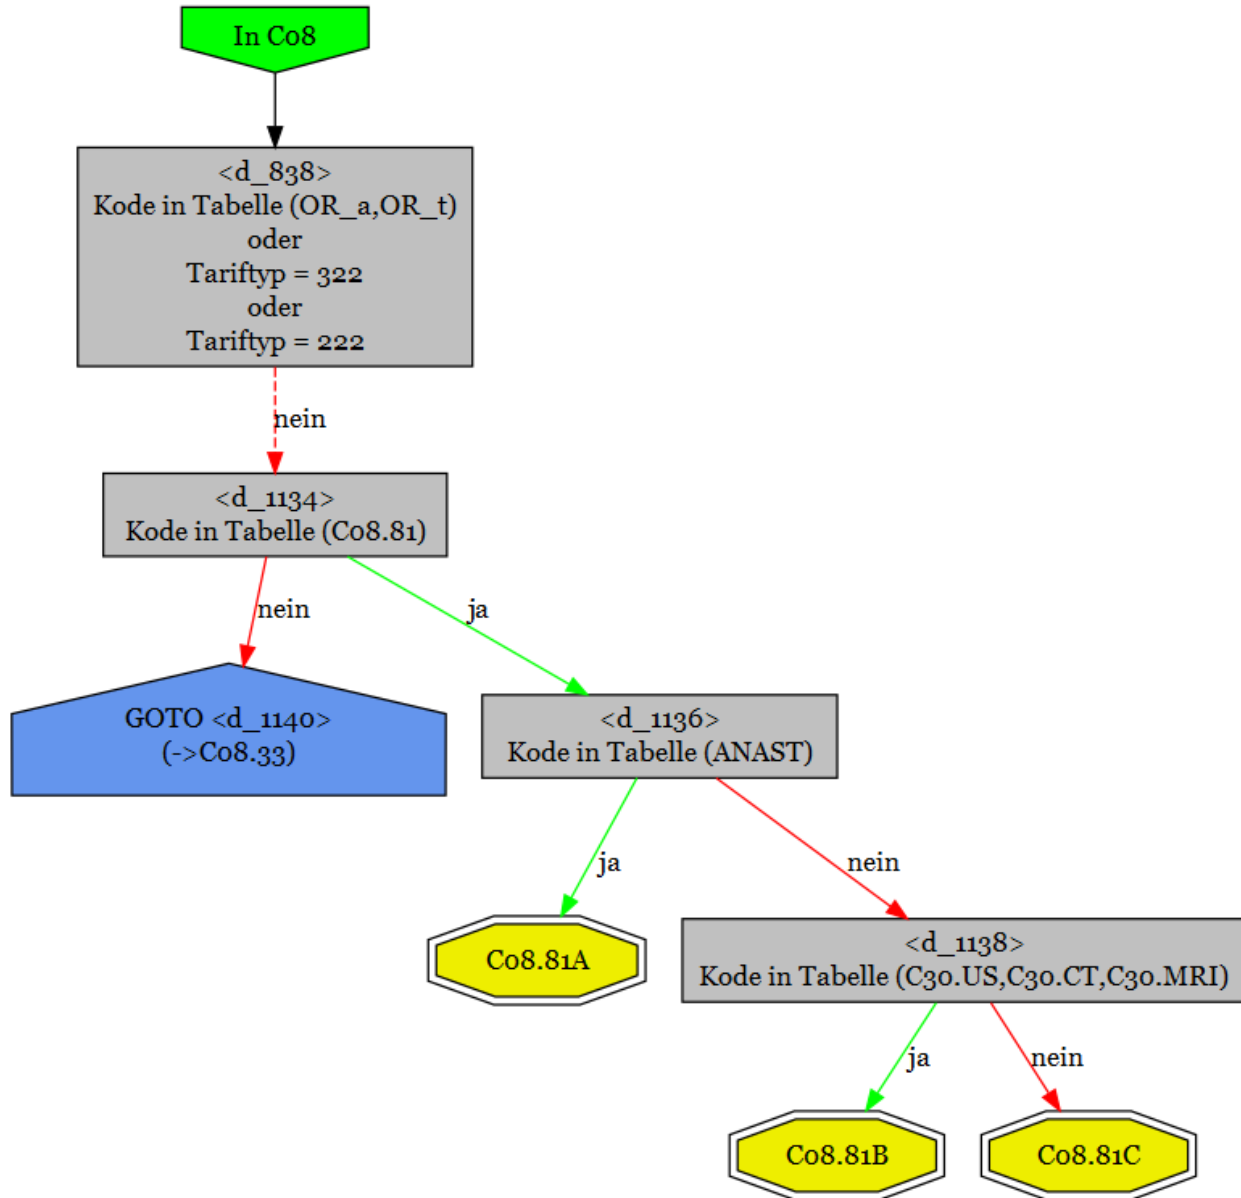 In C08
<d_838>
Kode in Tabelle (OR_a,OR_t)
oder
Tariftyp = 322
oder
Tariftyp = 222
nein
<d_1134>
Kode in Tabelle (C08.81)
nein
ja
GOTO <d_1140>
(->C08.33)
<d_1136>
Kode in Tabelle (ANAST)
ja
nein
C08.81A
<d_1138>
Kode in Tabelle (C30.US,C30.CT,C30.MRI)
ja
nein
C08.81B
C08.81C